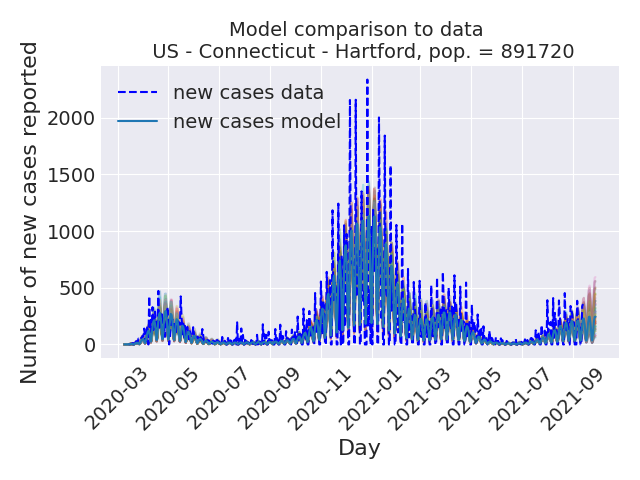 Model comparison to data
US - Connecticut - Hartford, pop. = 891720
Number of new cases reported
2000
1500
1000
500
0
new cases data
new cases model
2020-03
2020-05
2020-07
2020-09
2020-11
2021-01
2021-03
2021-05
2021-07
2021-09
Day